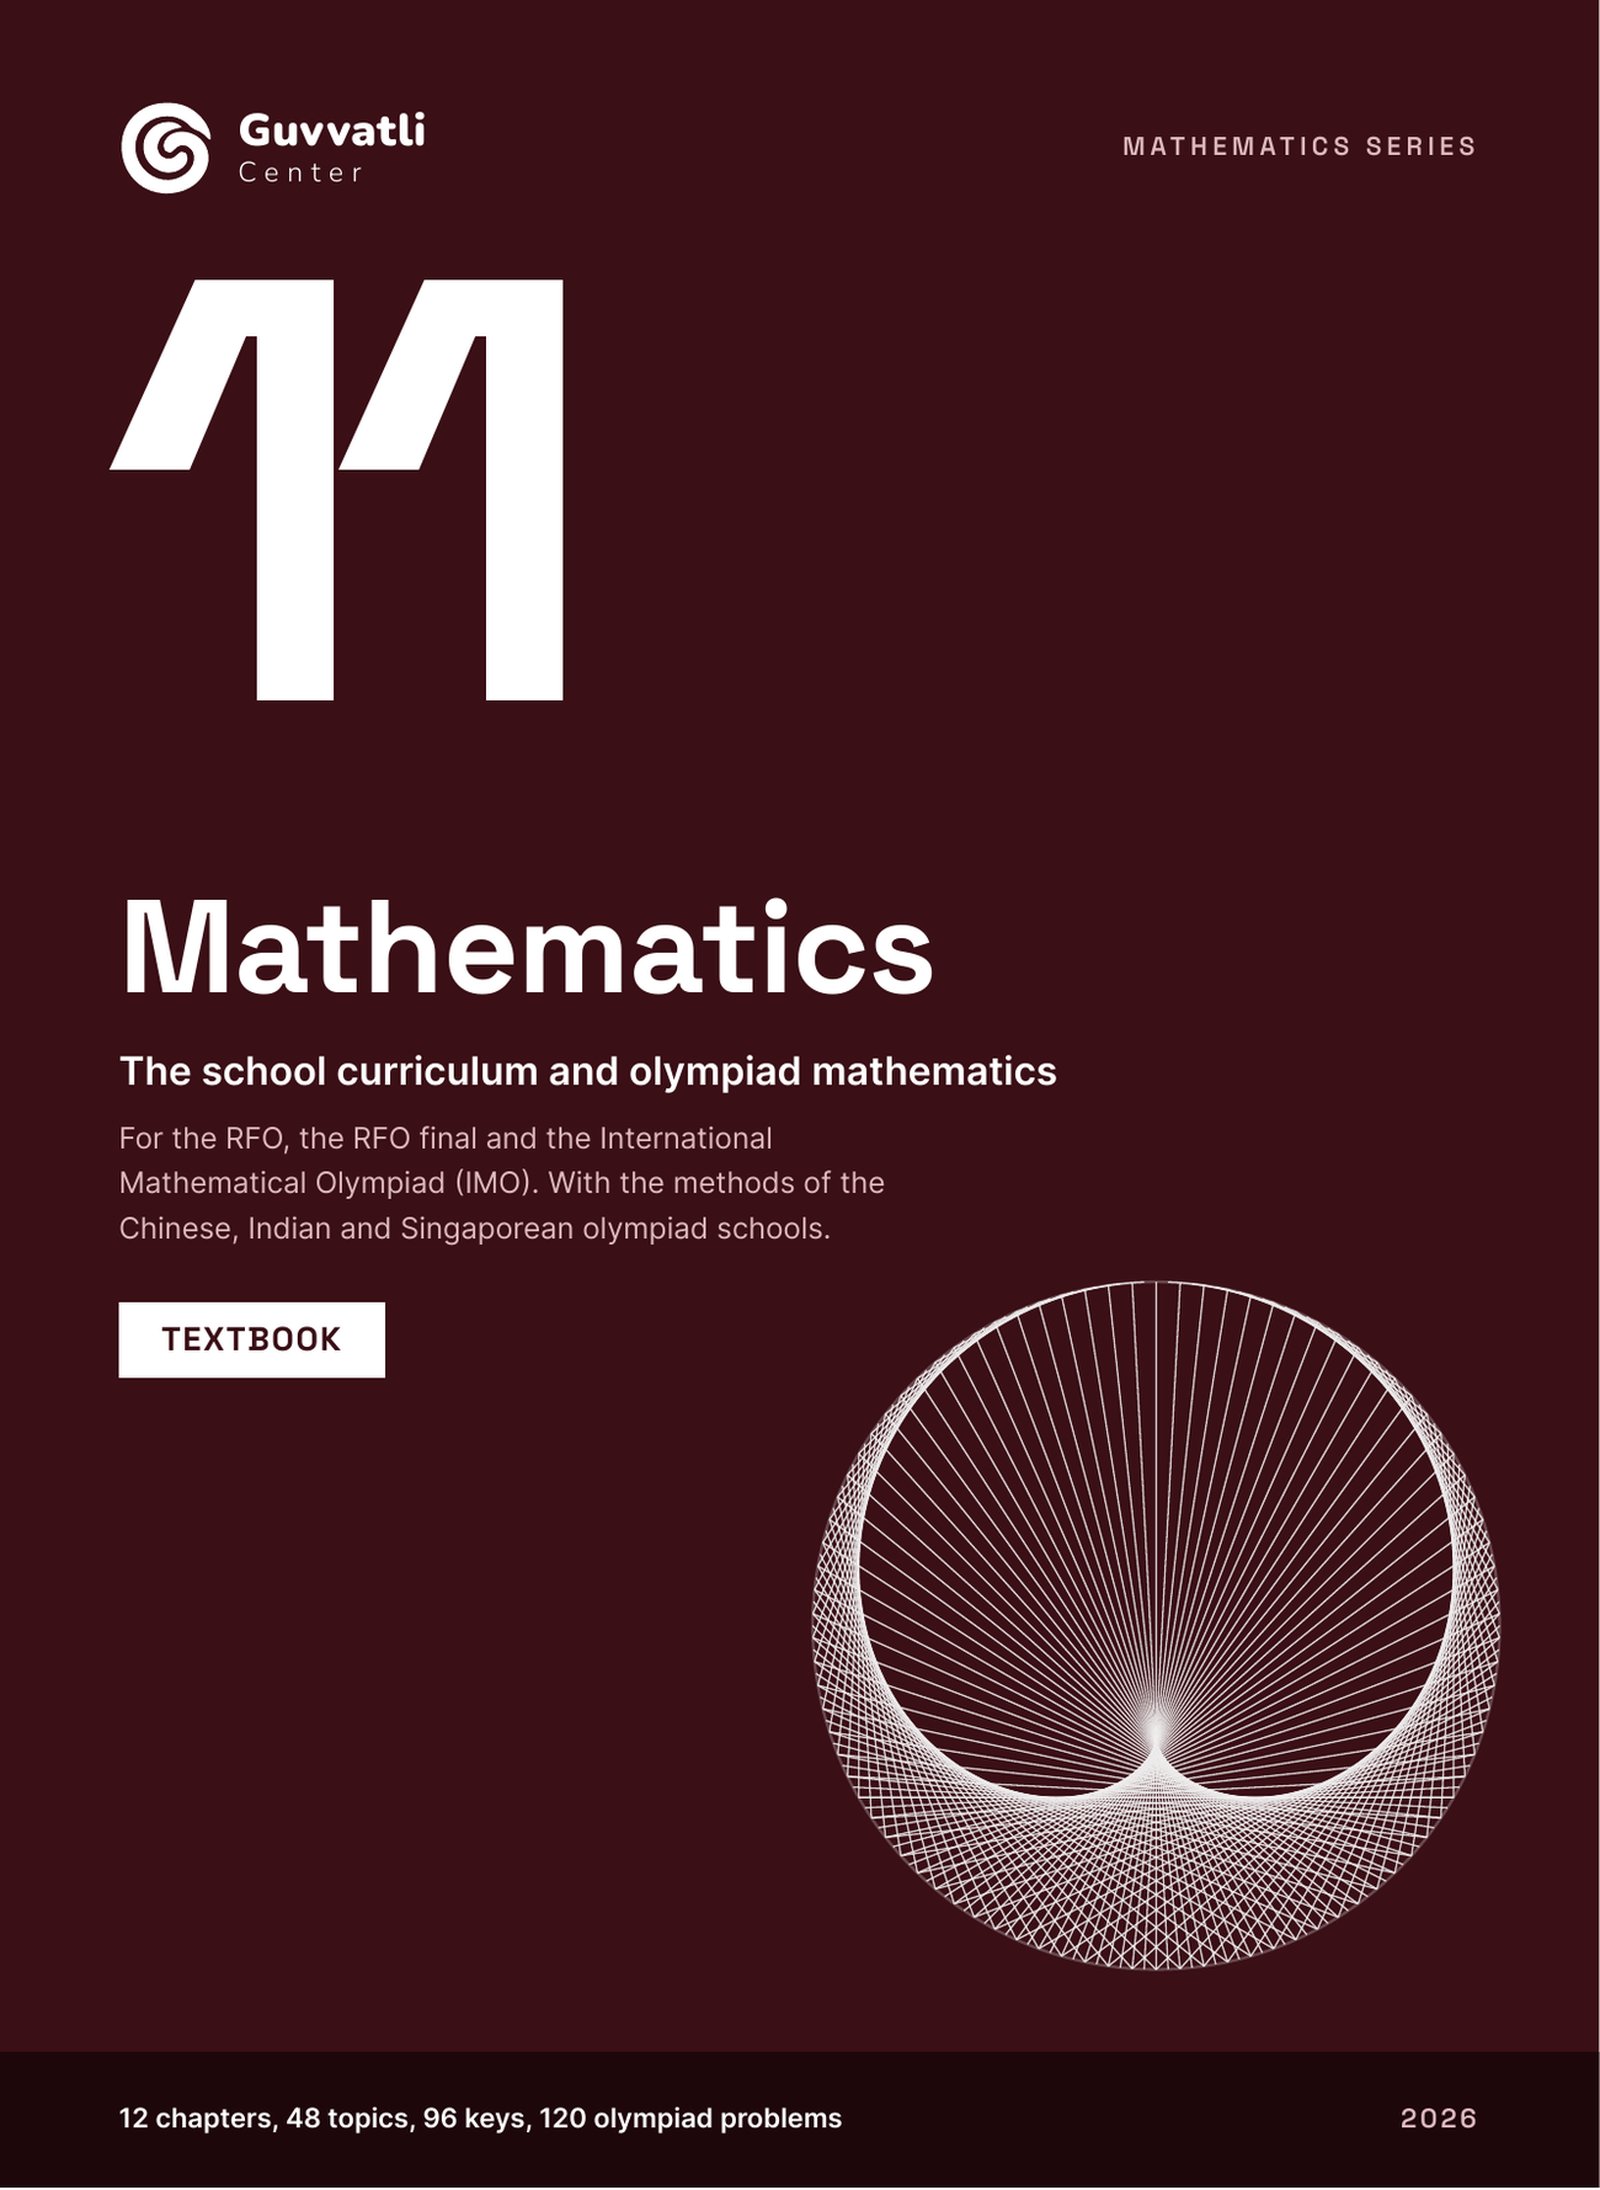 Guvvatli
Center
MATHEMATICS SERIES
11
Mathematics
The school curriculum and olympiad mathematics
For the RFO, the RFO final and the International
Mathematical Olympiad (IMO). With the methods of the
Chinese, Indian and Singaporean olympiad schools.
TEXTBOOK
12 chapters, 48 topics, 96 keys, 120 olympiad problems
2026